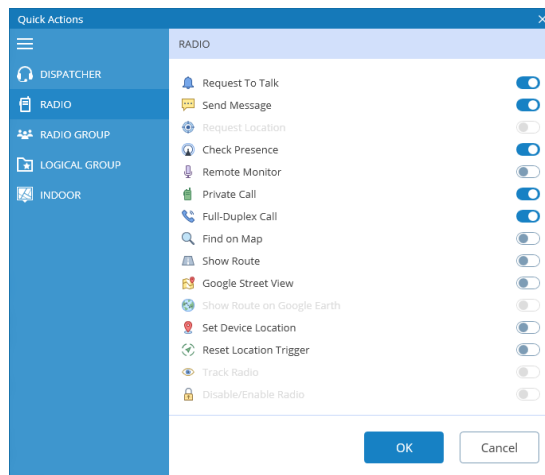 Quick Actions
DISPATCHER
RADIO
RADIO GROUP
LOGICAL GROUP
INDOOR
RADIO
Request To Talk
Send Message
Request Location
Check Presence
Remote Monitor
Private Call
Full-Duplex Call
Find on Map
Show Route
Google Street View
Show Route on Google Earth
Set Device Location
Reset Location Trigger
Track Radio
Disable/Enable Radio
OK
Cancel